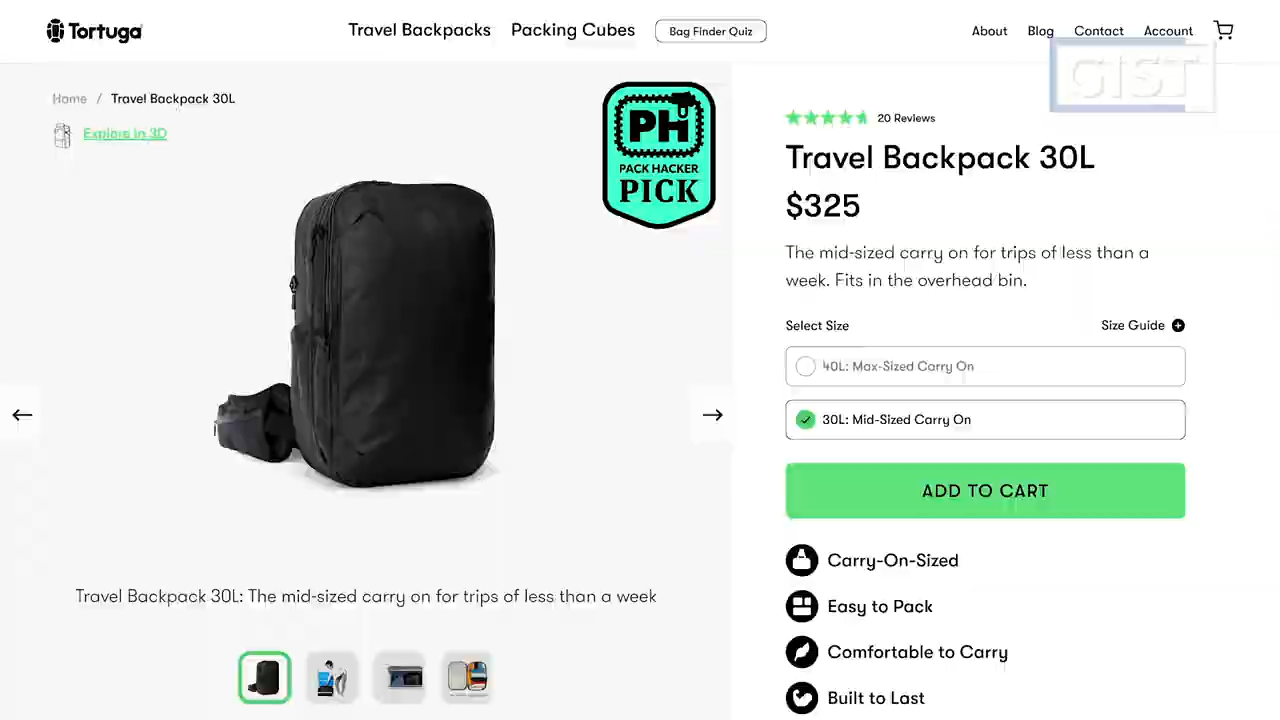 Tortuga
Travel Backpacks
Packing Cubes
Bag Finder Quiz
About
Blog
Contact
Account
GIST
Home / Travel Backpack 30L
Explore in 3D
PH
PACK HACKER
PICK
20 Reviews
Travel Backpack 30L
$325
The mid-sized carry on for trips of less than a
week. Fits in the overhead bin.
Select Size
Size Guide
40L: Max-Sized Carry On
30L: Mid-Sized Carry On
ADD TO CART
Carry-On-Sized
Easy to Pack
Comfortable to Carry
Built to Last
Travel Backpack 30L: The mid-sized carry on for trips of less than a week